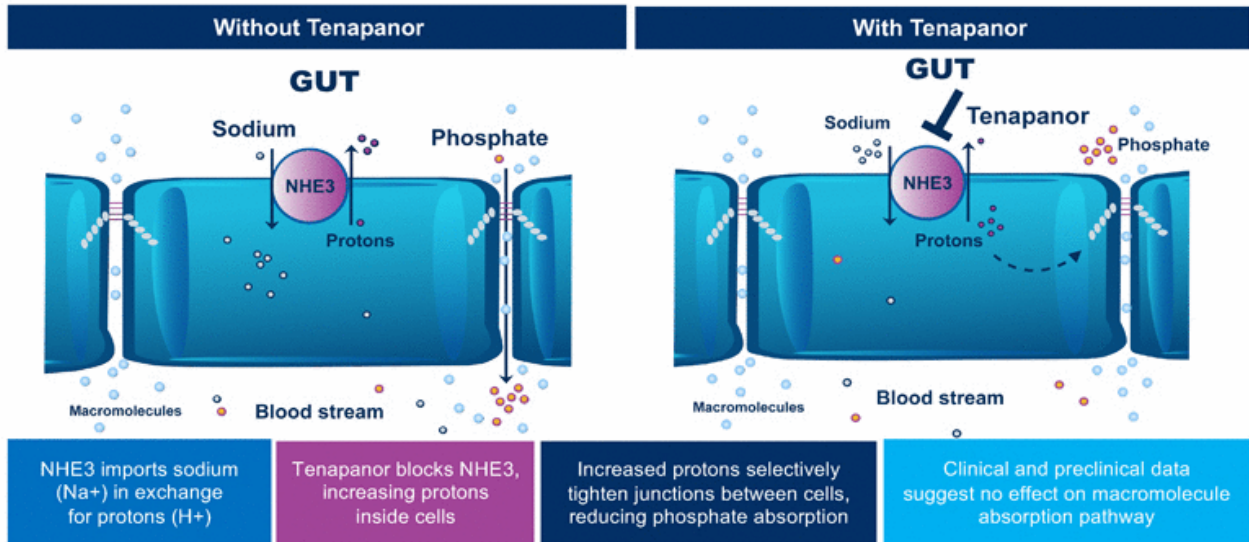 Without Tenapanor
GUT
Sodium
Phosphate
NHE3
Protons
Macromolecules
Blood stream
With Tenapanor
GUT
Tenapanor
Sodium
Phosphate
NHE3
Protons
Macromolecules
Blood stream
NHE3 imports sodium
(Na+) in exchange
for protons (H+)
Tenapanor blocks NHE3,
increasing protons
inside cells
Increased protons selectively
tighten junctions between cells,
reducing phosphate absorption
Clinical and preclinical data
suggest no effect on macromolecule
absorption pathway